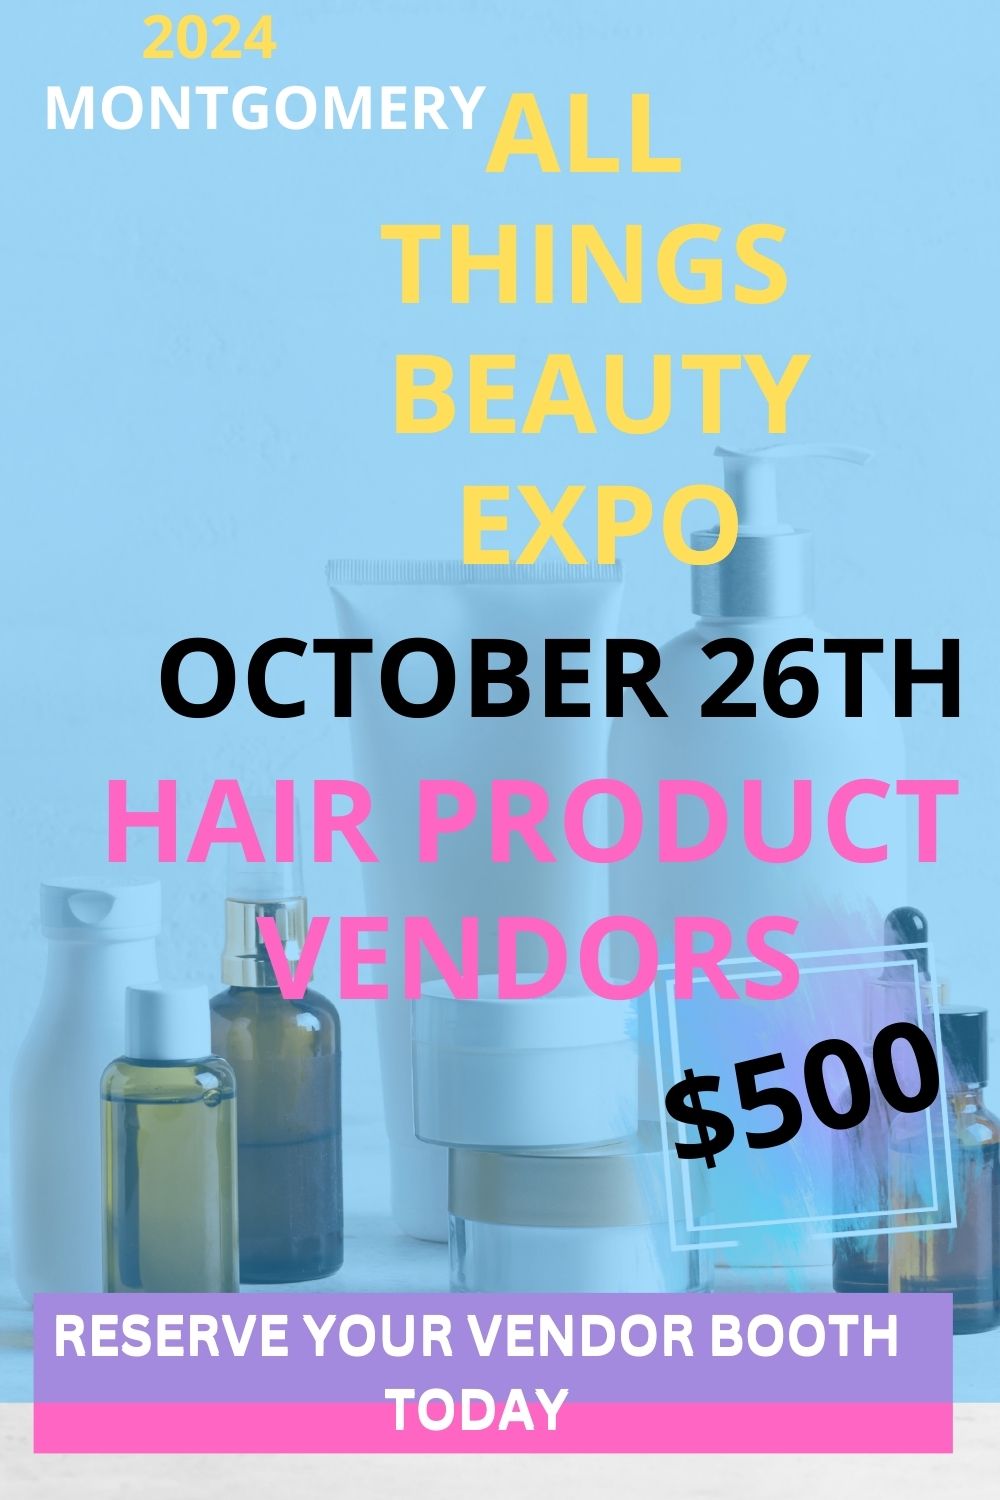 2024
MONTGOMERY
ALL
THINGS
BEAUTY
EXPO
OCTOBER 26TH
HAIR PRODUCT
VENDORS
$500
RESERVE YOUR VENDOR BOOTH
TODAY